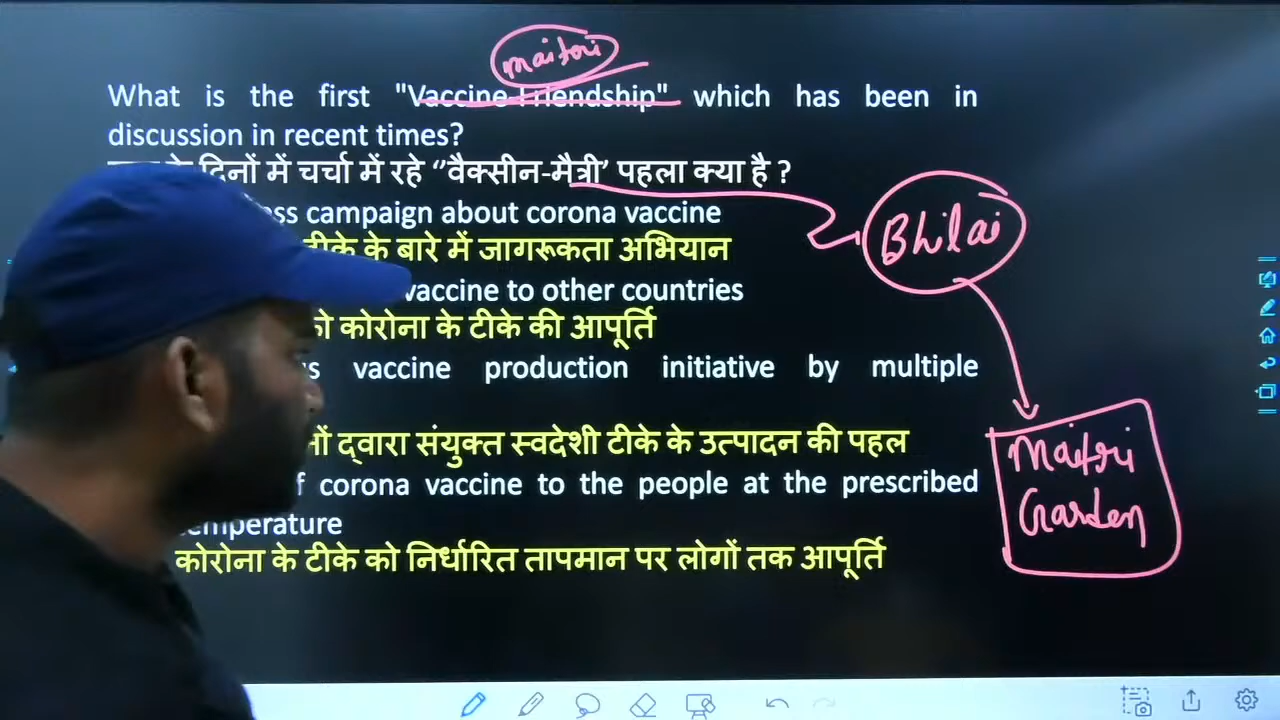 maitri
What is the first "Vaccine-Friendship" which has been in
discussion in recent times?
के दिनों में चर्चा में रहे “वैक्सीन-मैत्री’ पहला क्या है ?
campaign about corona vaccine
टीके के बारे में जागरूकता अभियान
Bhilai
vaccine to other countries
को कोरोना के टीके की आपूर्ति
vaccine production initiative by multiple
द्वारा संयुक्त स्वदेशी टीके के उत्पादन की पहल
Maitri
Garden
corona vaccine to the people at the prescribed
temperature
कोरोना के टीके को निर्धारित तापमान पर लोगों तक आपूर्ति